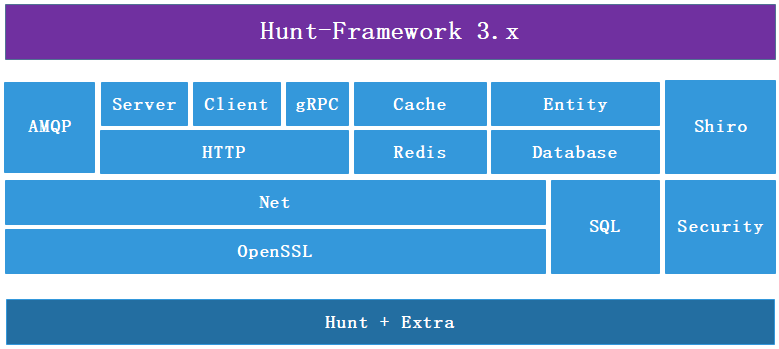 Hunt-Framework 3.x
Server
Client
gRPC
Cache
Entity
AMQP
Shiro
HTTP
Redis
Database
Net
SQL
Security
OpenSSL
Hunt + Extra